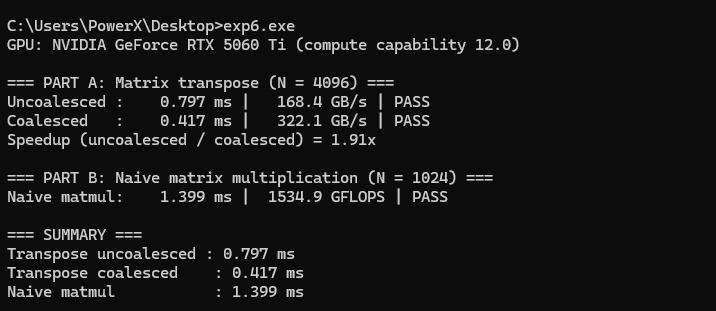 C:\Users\PowerX\Desktop>exp6.exe
GPU: NVIDIA GeForce RTX 5060 Ti (compute capability 12.0)
=== PART A: Matrix transpose (N = 4096) ===
Uncoalesced :    0.797 ms |   168.4 GB/s | PASS
Coalesced   :    0.417 ms |   322.1 GB/s | PASS
Speedup (uncoalesced / coalesced) = 1.91x
=== PART B: Naive matrix multiplication (N = 1024) ===
Naive matmul:    1.399 ms |  1534.9 GFLOPS | PASS
=== SUMMARY ===
Transpose uncoalesced : 0.797 ms
Transpose coalesced   : 0.417 ms
Naive matmul          : 1.399 ms